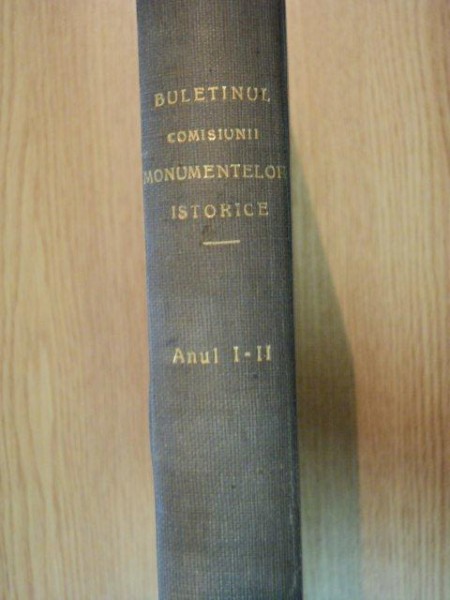 BULETINUL
COMISIUNII
MONUMENTELOR
ISTORICE
Anul I-II